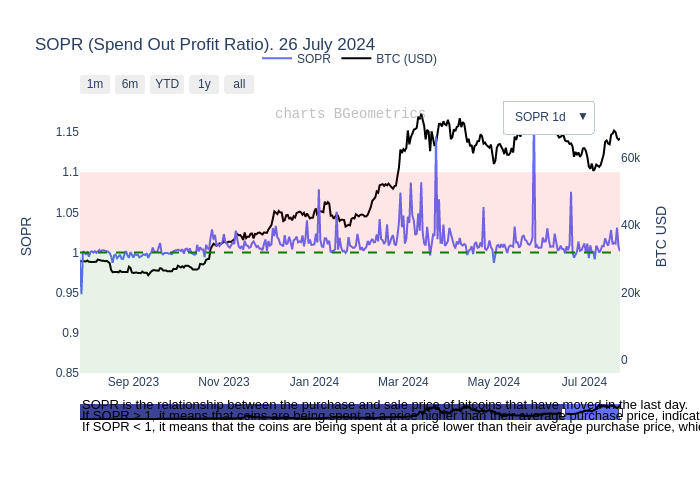 SOPR (Spend Out Profit Ratio). 26 July 2024
SOPR
BTC (USD)
1m
6m
YTD
1y
all
charts BGeometrics
SOPR 1d ▼
1.15
1.1
1.05
1
0.95
0.9
0.85
SOPR
60k
40k
20k
0
BTC USD
Sep 2023
Nov 2023
Jan 2024
Mar 2024
May 2024
Jul 2024
SOPR is the relationship between the purchase and sale price of bitcoins that have moved in the last day.
If SOPR > 1, it means that coins are being spent at a price higher than their average purchase price, indicat
If SOPR < 1, it means that the coins are being spent at a price lower than their average purchase price, whi